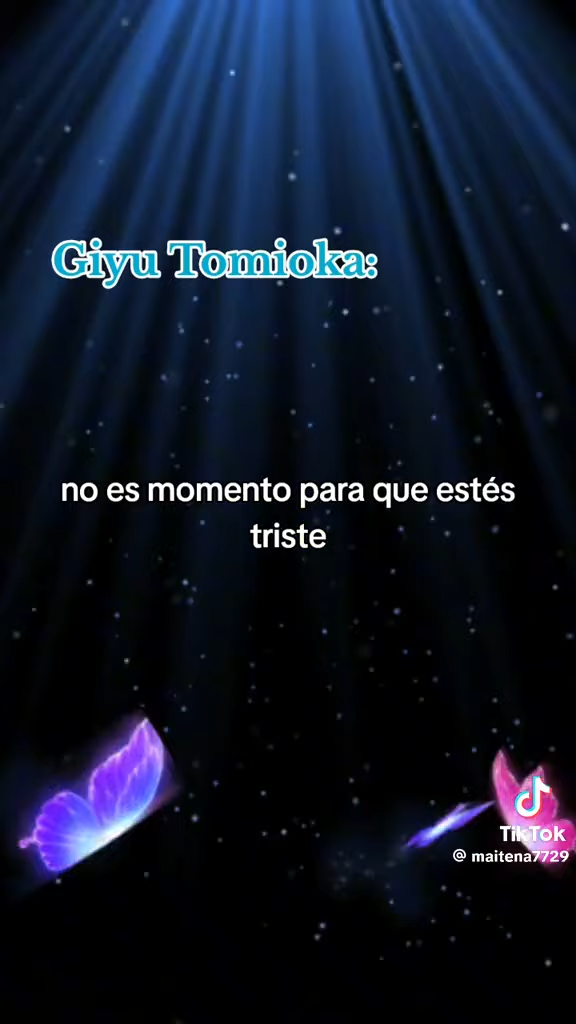 Giyu Tomioka:
no es momento para que estés
triste
TikTok
@ maitena7729